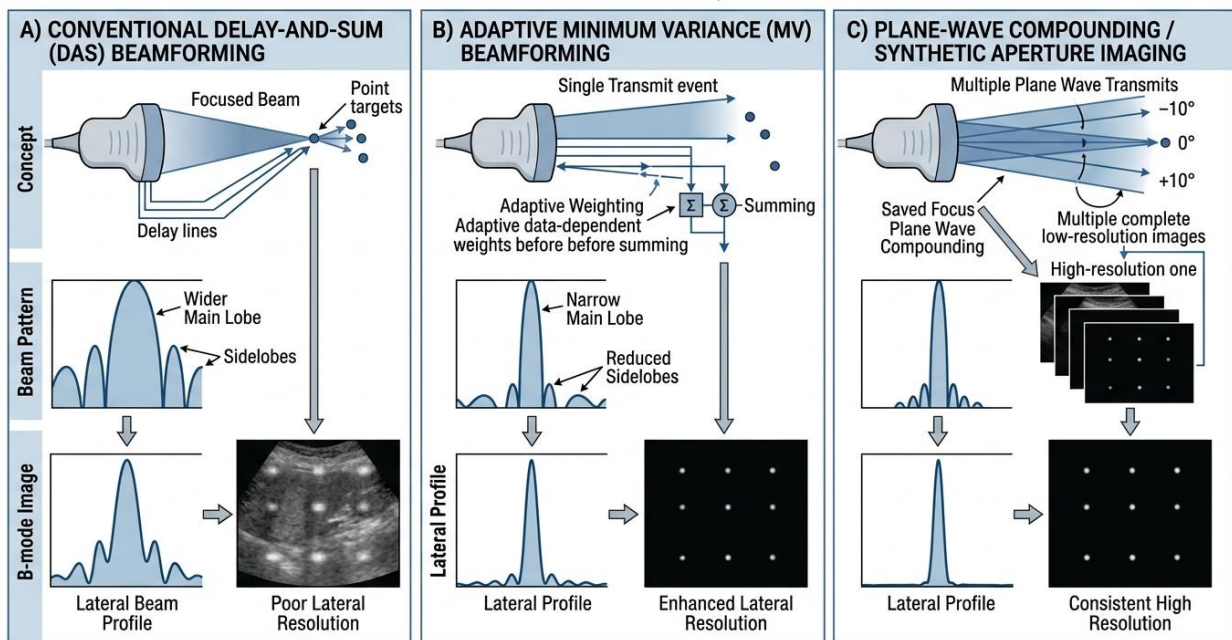 A) CONVENTIONAL DELAY-AND-SUM
(DAS) BEAMFORMING
Concept
Focused Beam
Point
targets
Delay lines
Beam Pattern
Wider
Main Lobe
Sidelobes
B-mode Image
Lateral Beam
Profile
Poor Lateral
Resolution
B) ADAPTIVE MINIMUM VARIANCE (MV)
BEAMFORMING
Single Transmit event
Adaptive Weighting
Adaptive data-dependent
weights before before summing
Σ
Σ
Summing
Narrow
Main Lobe
Reduced
Sidelobes
Lateral Profile
Lateral Profile
Enhanced Lateral
Resolution
C) PLANE-WAVE COMPOUNDING /
SYNTHETIC APERTURE IMAGING
Multiple Plane Wave Transmits
−10°
0°
+10°
Saved Focus
Plane Wave
Compounding
Multiple complete
low-resolution images
High-resolution one
Lateral Profile
Consistent High
Resolution